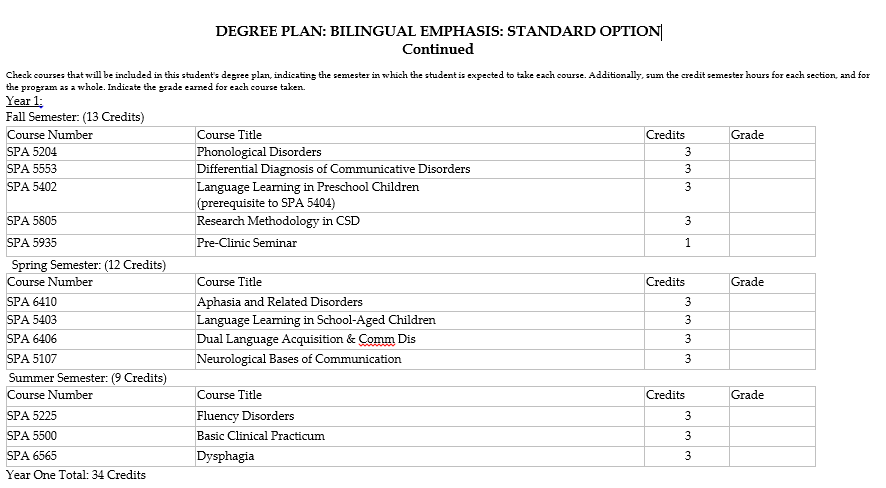 DEGREE PLAN: BILINGUAL EMPHASIS: STANDARD OPTION
Continued
Check courses that will be included in this student's degree plan, indicating the semester in which the student is expected to take each course. Additionally, sum the credit semester hours for each section, and for
the program as a whole. Indicate the grade earned for each course taken.
Year 1:
Fall Semester: (13 Credits)
Course Number Course Title Credits Grade
SPA 5204 Phonological Disorders 3
SPA 5553 Differential Diagnosis of Communicative Disorders 3
SPA 5402 Language Learning in Preschool Children 3
(prerequisite to SPA 5404)
SPA 5805 Research Methodology in CSD 3
SPA 5935 Pre-Clinic Seminar 1
Spring Semester: (12 Credits)
Course Number Course Title Credits Grade
SPA 6410 Aphasia and Related Disorders 3
SPA 5403 Language Learning in School-Aged Children 3
SPA 6406 Dual Language Acquisition & Comm Dis 3
SPA 5107 Neurological Bases of Communication 3
Summer Semester: (9 Credits)
Course Number Course Title Credits Grade
SPA 5225 Fluency Disorders 3
SPA 5500 Basic Clinical Practicum 3
SPA 6565 Dysphagia 3
Year One Total: 34 Credits